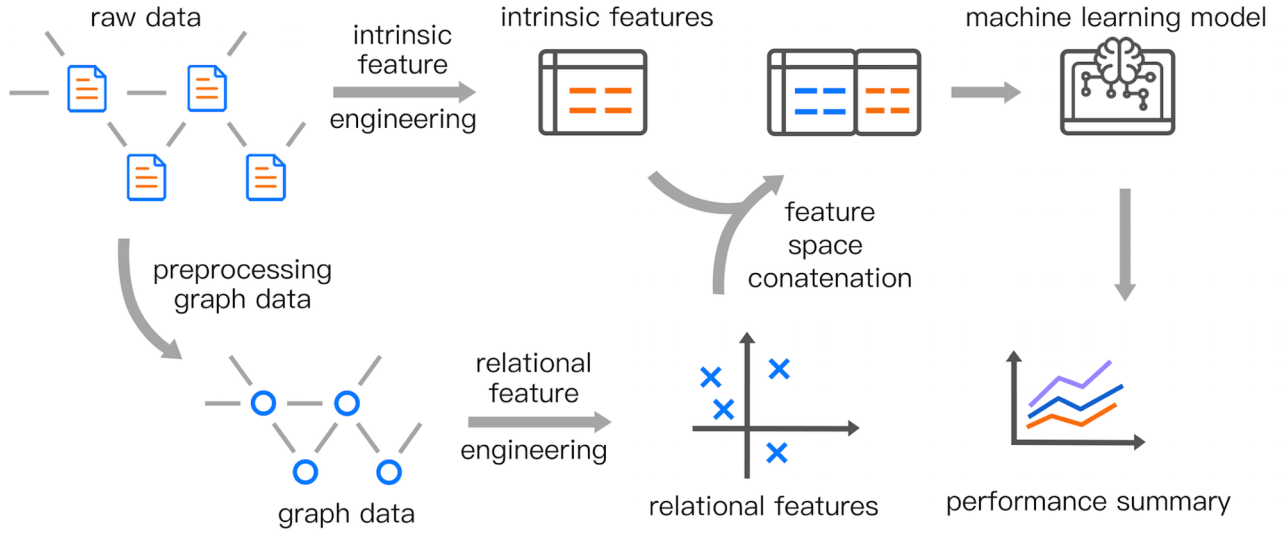 raw data
intrinsic
feature
engineering
intrinsic features
machine learning model
feature
space
conatenation
preprocessing
graph data
relational
feature
engineering
graph data
relational features
performance summary